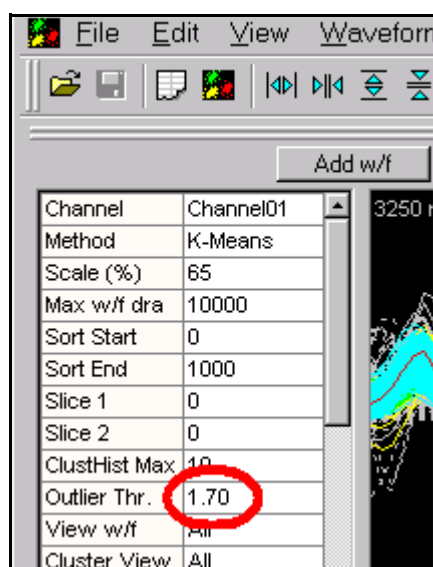 File Edit View Waveform
Add w/f
Channel Channel01
Method K-Means
Scale (%) 65
Max w/f dra 10000
Sort Start 0
Sort End 1000
Slice 1 0
Slice 2 0
ClustHist Max 10
Outlier Thr. 1.70
View w/f All
Cluster View All
3250